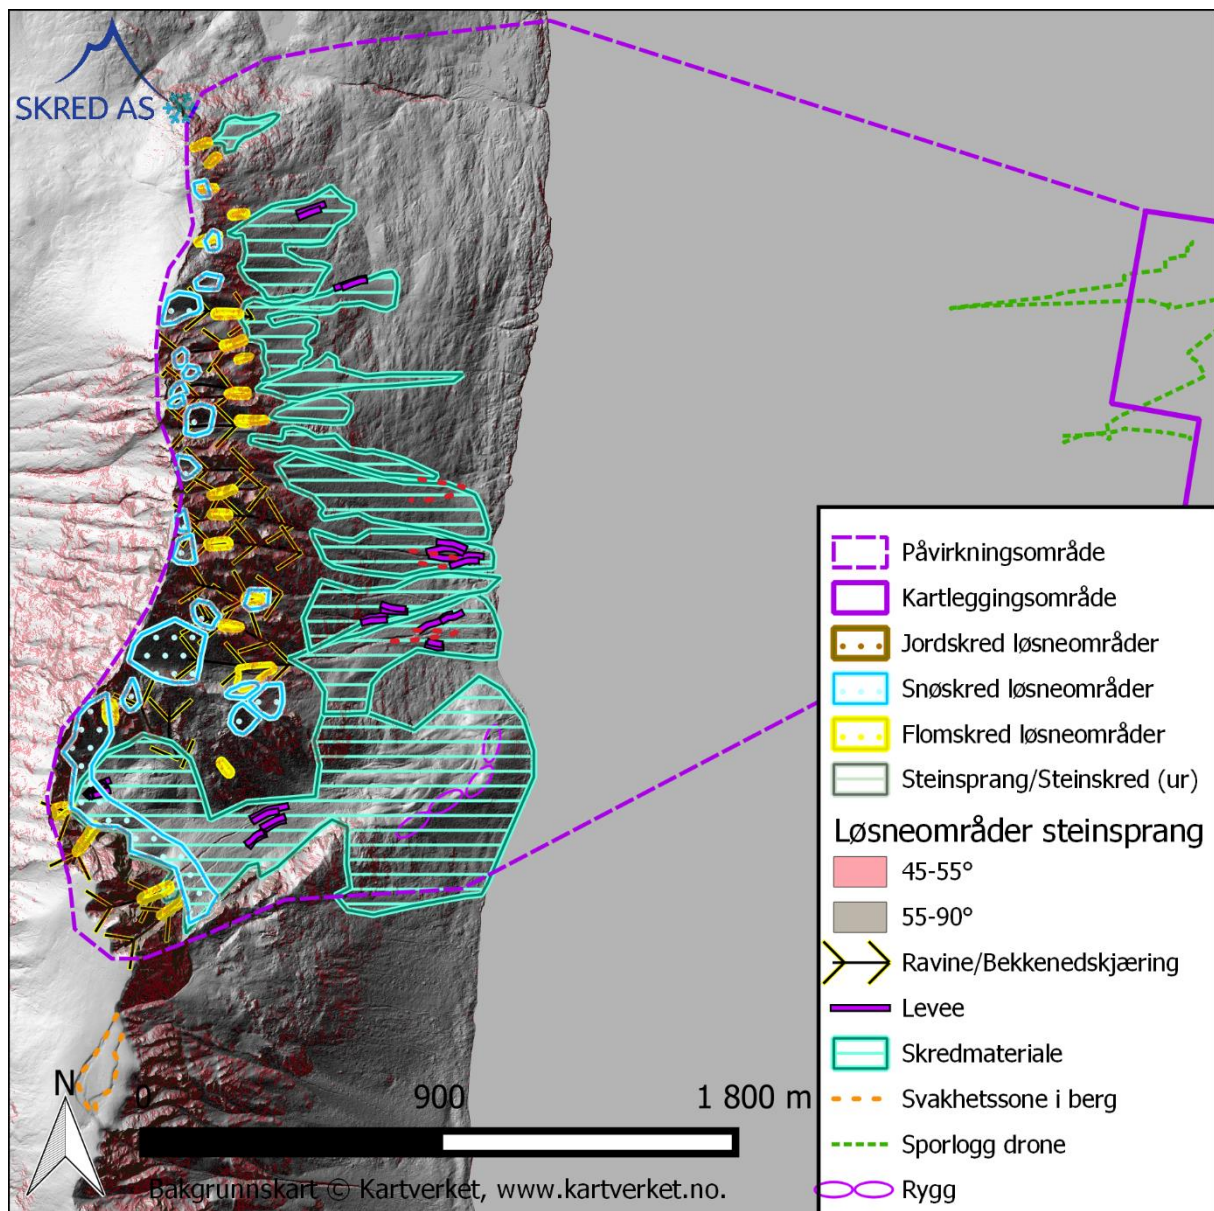 SKRED AS
Påvirkningsområde
Kartleggingsområde
Jordskred løsneområder
Snøskred løsneområder
Flomskred løsneområder
Steinsprang/Steinskred (ur)
Løsneområder steinsprang
45-55°
55-90°
Ravine/Bekkenedskjæring
Levee
Skredmateriale
Svakhetssone i berg
Sporlogg drone
Rygg
N
0 900 1 800 m
Bakgrunnskart © Kartverket, www.kartverket.no.